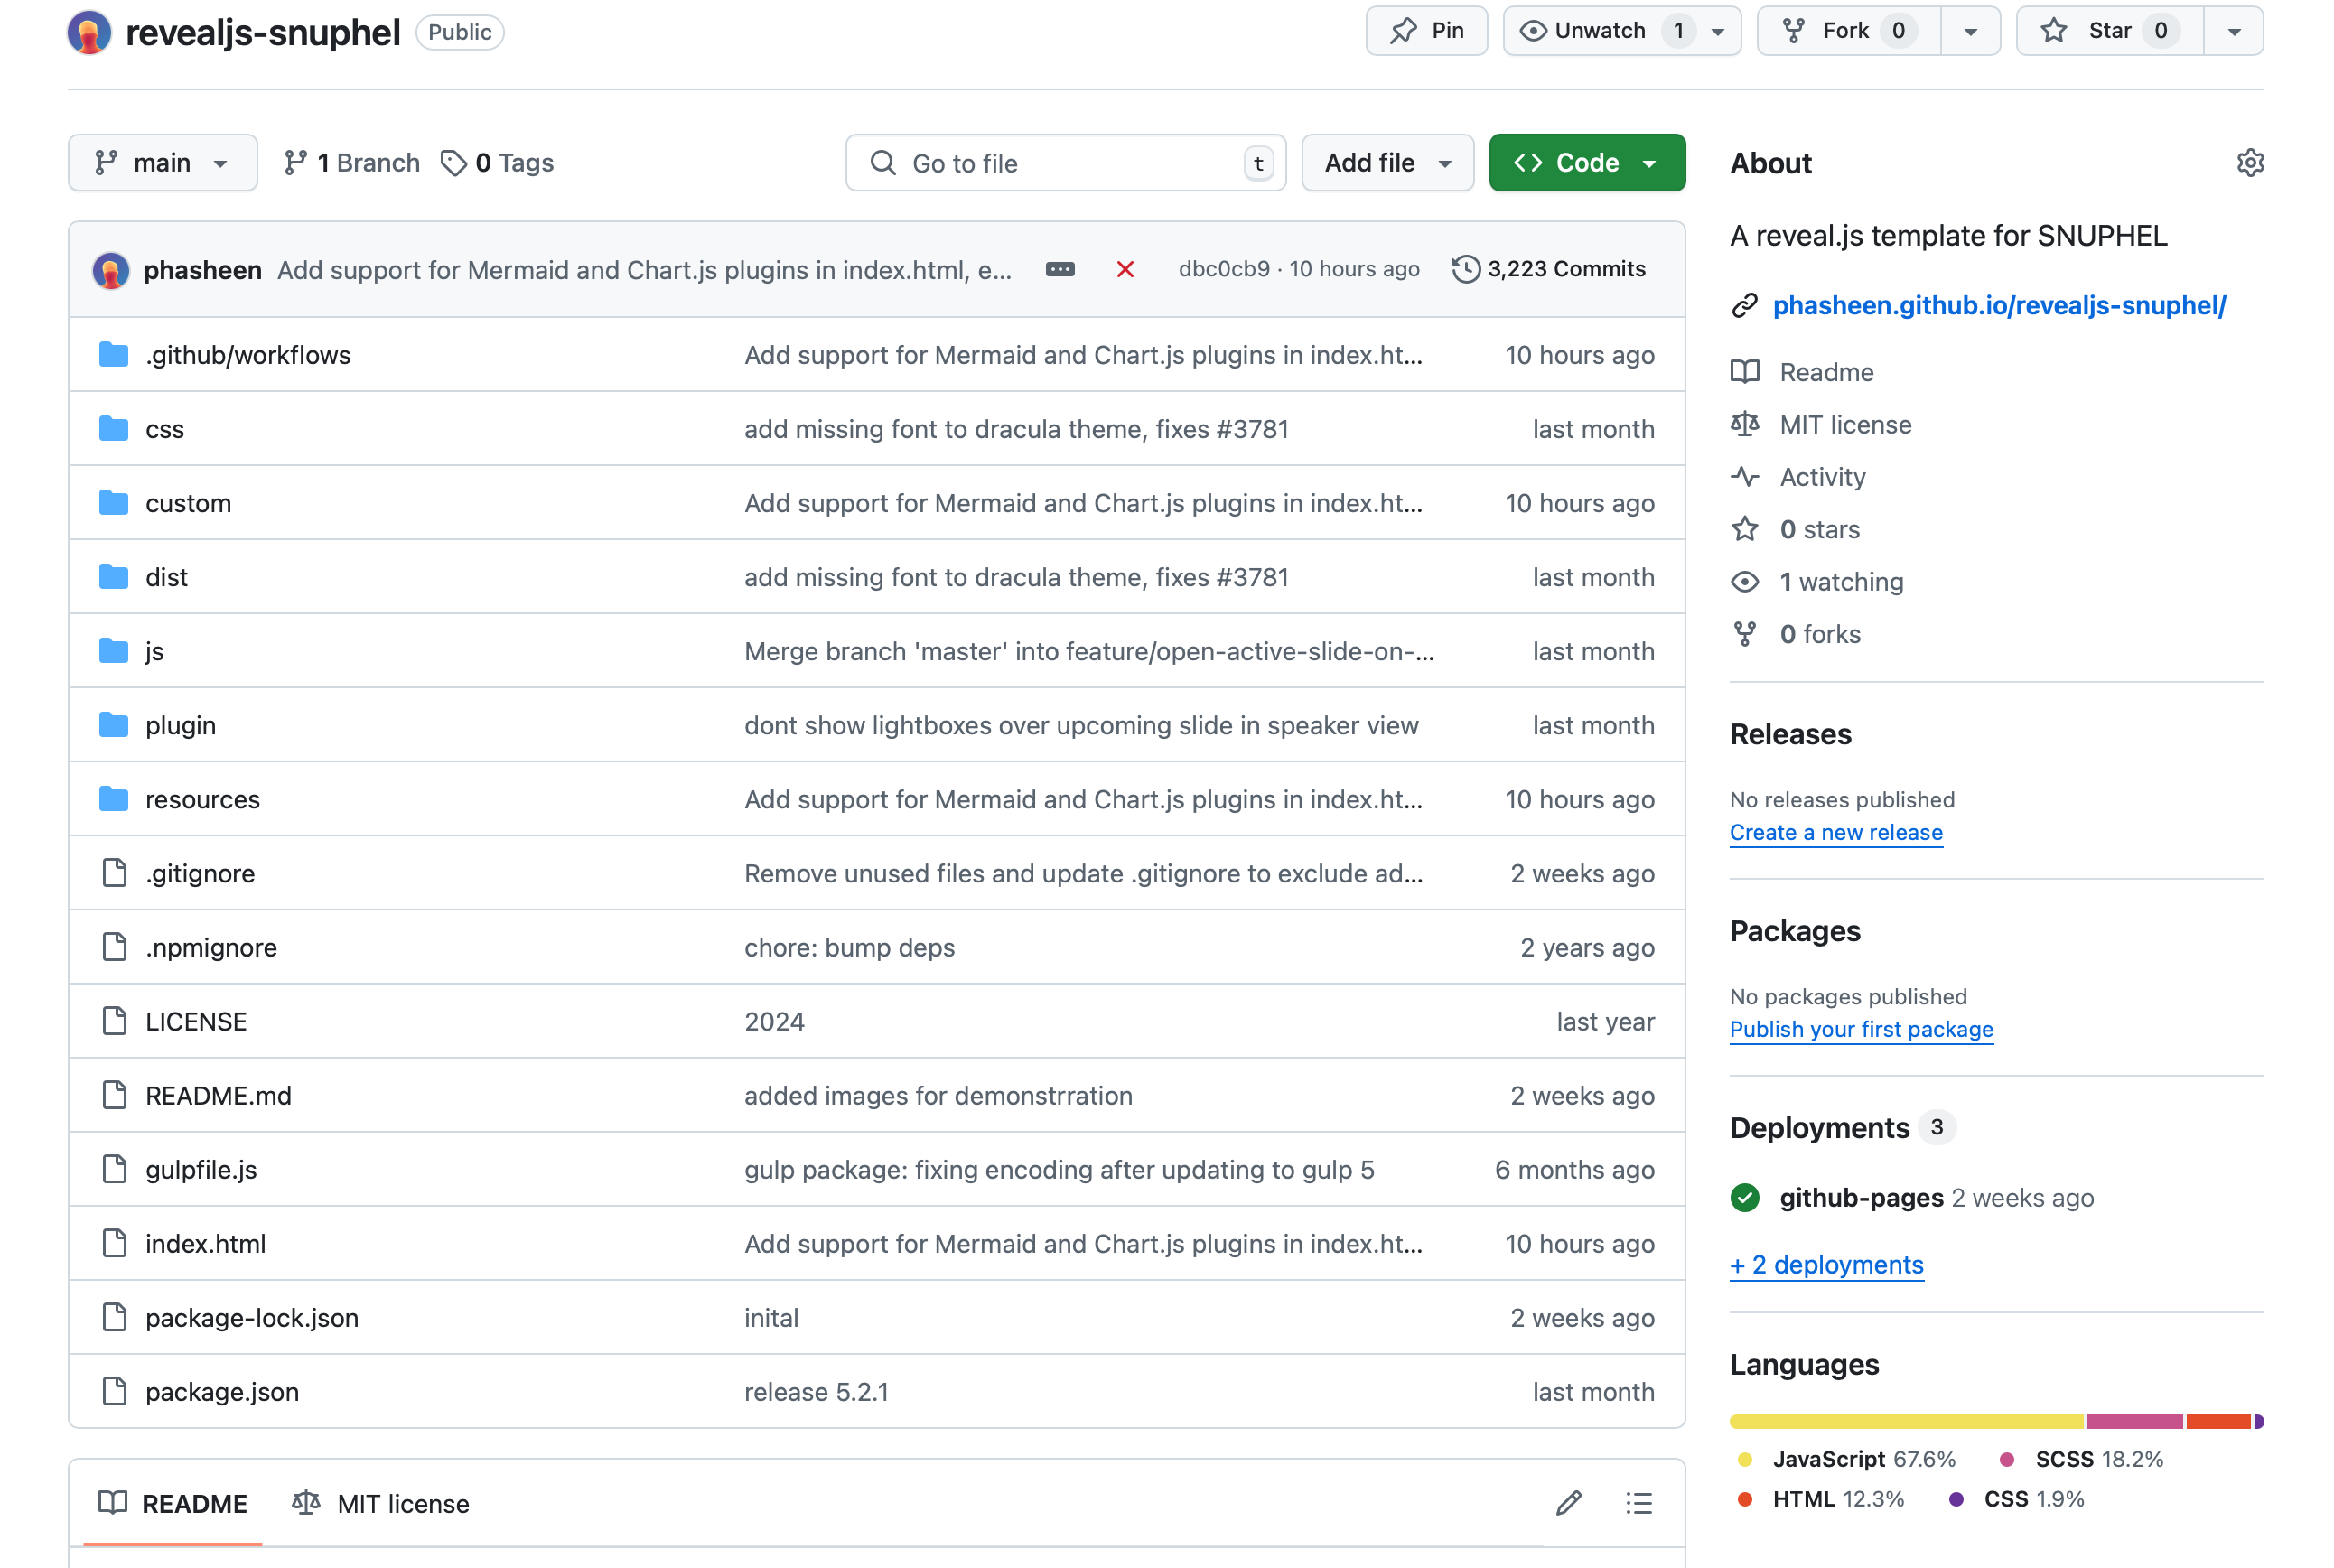 revealjs-snuphel Public Pin Unwatch 1 Fork 0 Star 0
main 1 Branch 0 Tags Go to file t Add file Code
phasheen Add support for Mermaid and Chart.js plugins in index.html, e... dbc0cb9 · 10 hours ago 3,223 Commits
.github/workflows Add support for Mermaid and Chart.js plugins in index.ht... 10 hours ago
css add missing font to dracula theme, fixes #3781 last month
custom Add support for Mermaid and Chart.js plugins in index.ht... 10 hours ago
dist add missing font to dracula theme, fixes #3781 last month
js Merge branch 'master' into feature/open-active-slide-on-... last month
plugin dont show lightboxes over upcoming slide in speaker view last month
resources Add support for Mermaid and Chart.js plugins in index.ht... 10 hours ago
.gitignore Remove unused files and update .gitignore to exclude ad... 2 weeks ago
.npmignore chore: bump deps 2 years ago
LICENSE 2024 last year
README.md added images for demonstrration 2 weeks ago
gulpfile.js gulp package: fixing encoding after updating to gulp 5 6 months ago
index.html Add support for Mermaid and Chart.js plugins in index.ht... 10 hours ago
package-lock.json inital 2 weeks ago
package.json release 5.2.1 last month
README MIT license
About
A reveal.js template for SNUPHEL
phasheen.github.io/revealjs-snuphel/
Readme
MIT license
Activity
0 stars
1 watching
0 forks
Releases
No releases published
Create a new release
Packages
No packages published
Publish your first package
Deployments 3
github-pages 2 weeks ago
+ 2 deployments
Languages
JavaScript 67.6% SCSS 18.2%
HTML 12.3% CSS 1.9%